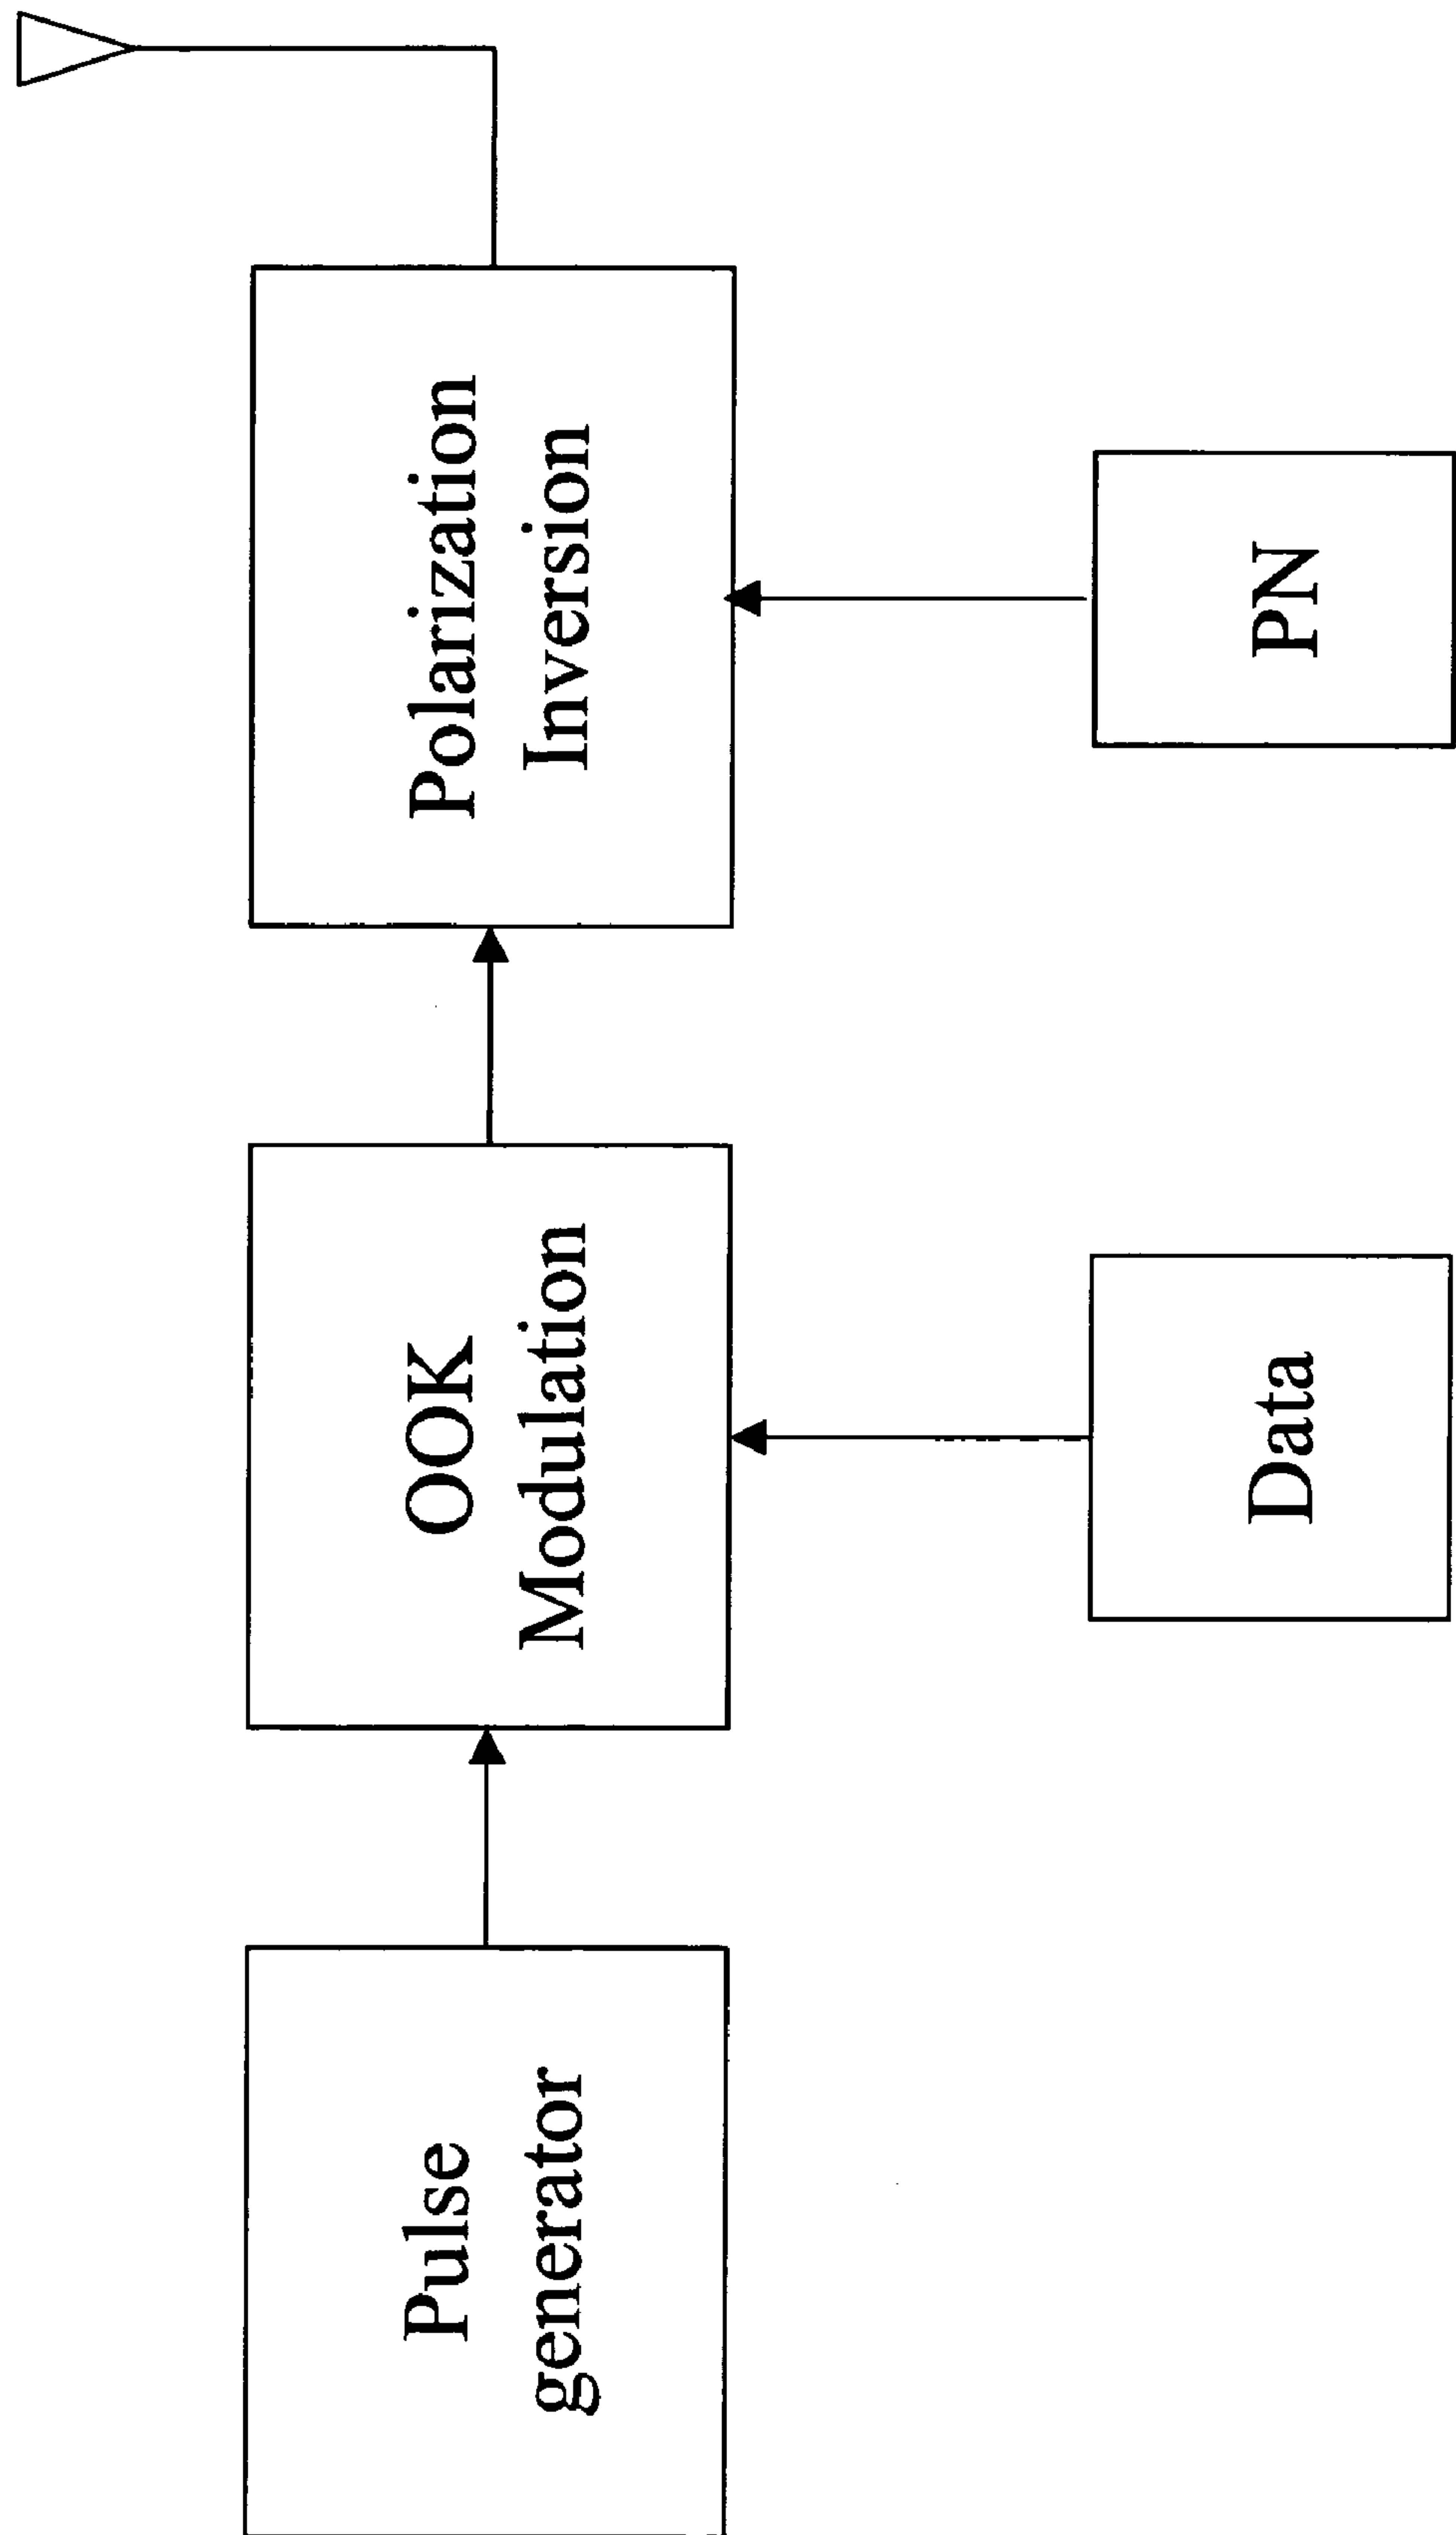 Pulse
generator
OOK
Modulation
Polarization
Inversion
Data
PN